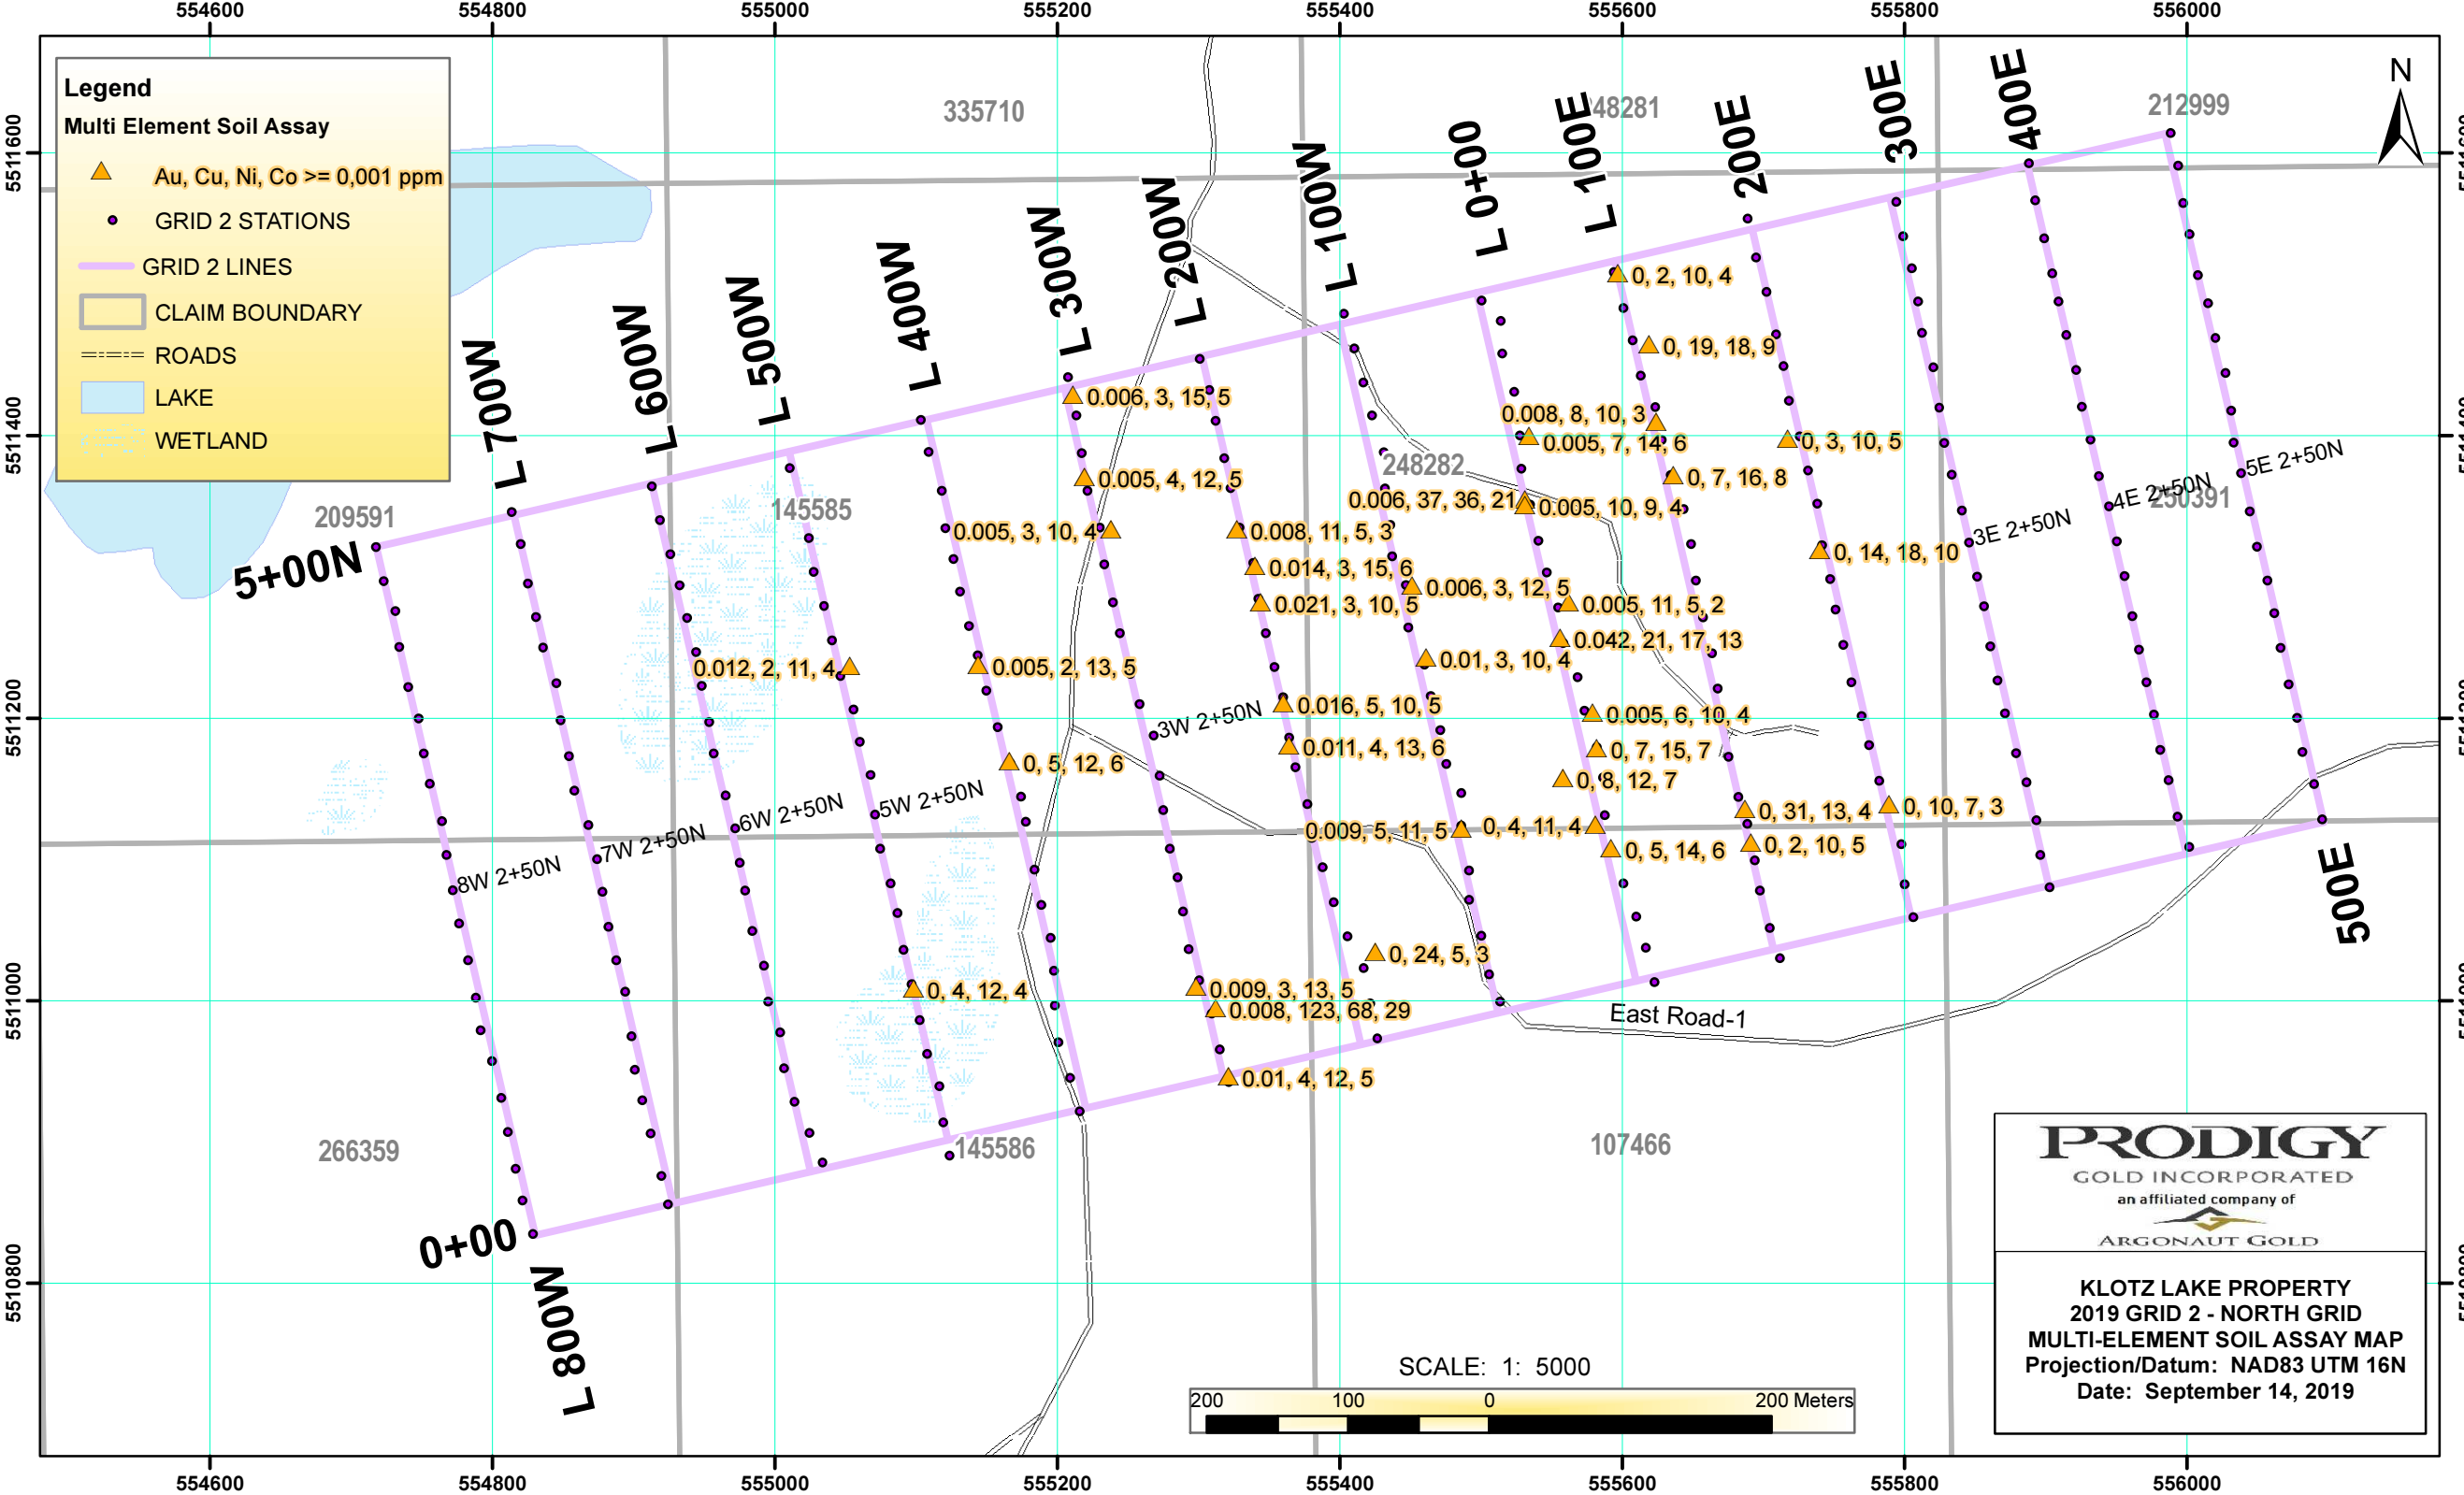 554600 554800 555000 555200 555400 555600 555800 556000
Legend
Multi Element Soil Assay
Au, Cu, Ni, Co >= 0,001 ppm
GRID 2 STATIONS
GRID 2 LINES
CLAIM BOUNDARY
ROADS
LAKE
WETLAND
N
335710
212999
209591
145585
248282
250391
266359
145586
107466
5511600
5511400
5511200
5511000
5510800
L 700W
L 600W
L 500W
L 400W
L 300W
L 200W
L 100W
L 0+00
L 100E
200E
300E
400E
500E
L 800W
5+00N
0+00
0, 2, 10, 4
0, 19, 18, 9
0.006, 3, 15, 5
0.008, 8, 10, 3
0.005, 7, 14, 6
0, 3, 10, 5
0.005, 4, 12, 5
0, 7, 16, 8
0.006, 37, 36, 21
0.005, 10, 9, 4
0.005, 3, 10, 4
0.008, 11, 5, 3
0, 14, 18, 10
0.014, 3, 15, 6
0.006, 3, 12, 5
0.021, 3, 10, 5
0.005, 11, 5, 2
0.042, 21, 17, 13
0.012, 2, 11, 4
0.005, 2, 13, 5
0.01, 3, 10, 4
0.016, 5, 10, 5
0.005, 6, 10, 4
0.011, 4, 13, 6
0, 7, 15, 7
0, 5, 12, 6
0, 8, 12, 7
0, 31, 13, 4
0, 10, 7, 3
0.009, 5, 11, 5
0, 4, 11, 4
0, 5, 14, 6
0, 2, 10, 5
0, 24, 5, 3
0, 4, 12, 4
0.009, 3, 13, 5
0.008, 123, 68, 29
0.01, 4, 12, 5
8W 2+50N
7W 2+50N
6W 2+50N
5W 2+50N
3W 2+50N
3E 2+50N
4E 2+50N
5E 2+50N
East Road-1
SCALE: 1: 5000
200 100 0 200 Meters
PRODIGY
GOLD INCORPORATED
an affiliated company of
ARGONAUT GOLD
KLOTZ LAKE PROPERTY
2019 GRID 2 - NORTH GRID
MULTI-ELEMENT SOIL ASSAY MAP
Projection/Datum: NAD83 UTM 16N
Date: September 14, 2019
554600 554800 555000 555200 555400 555600 555800 556000